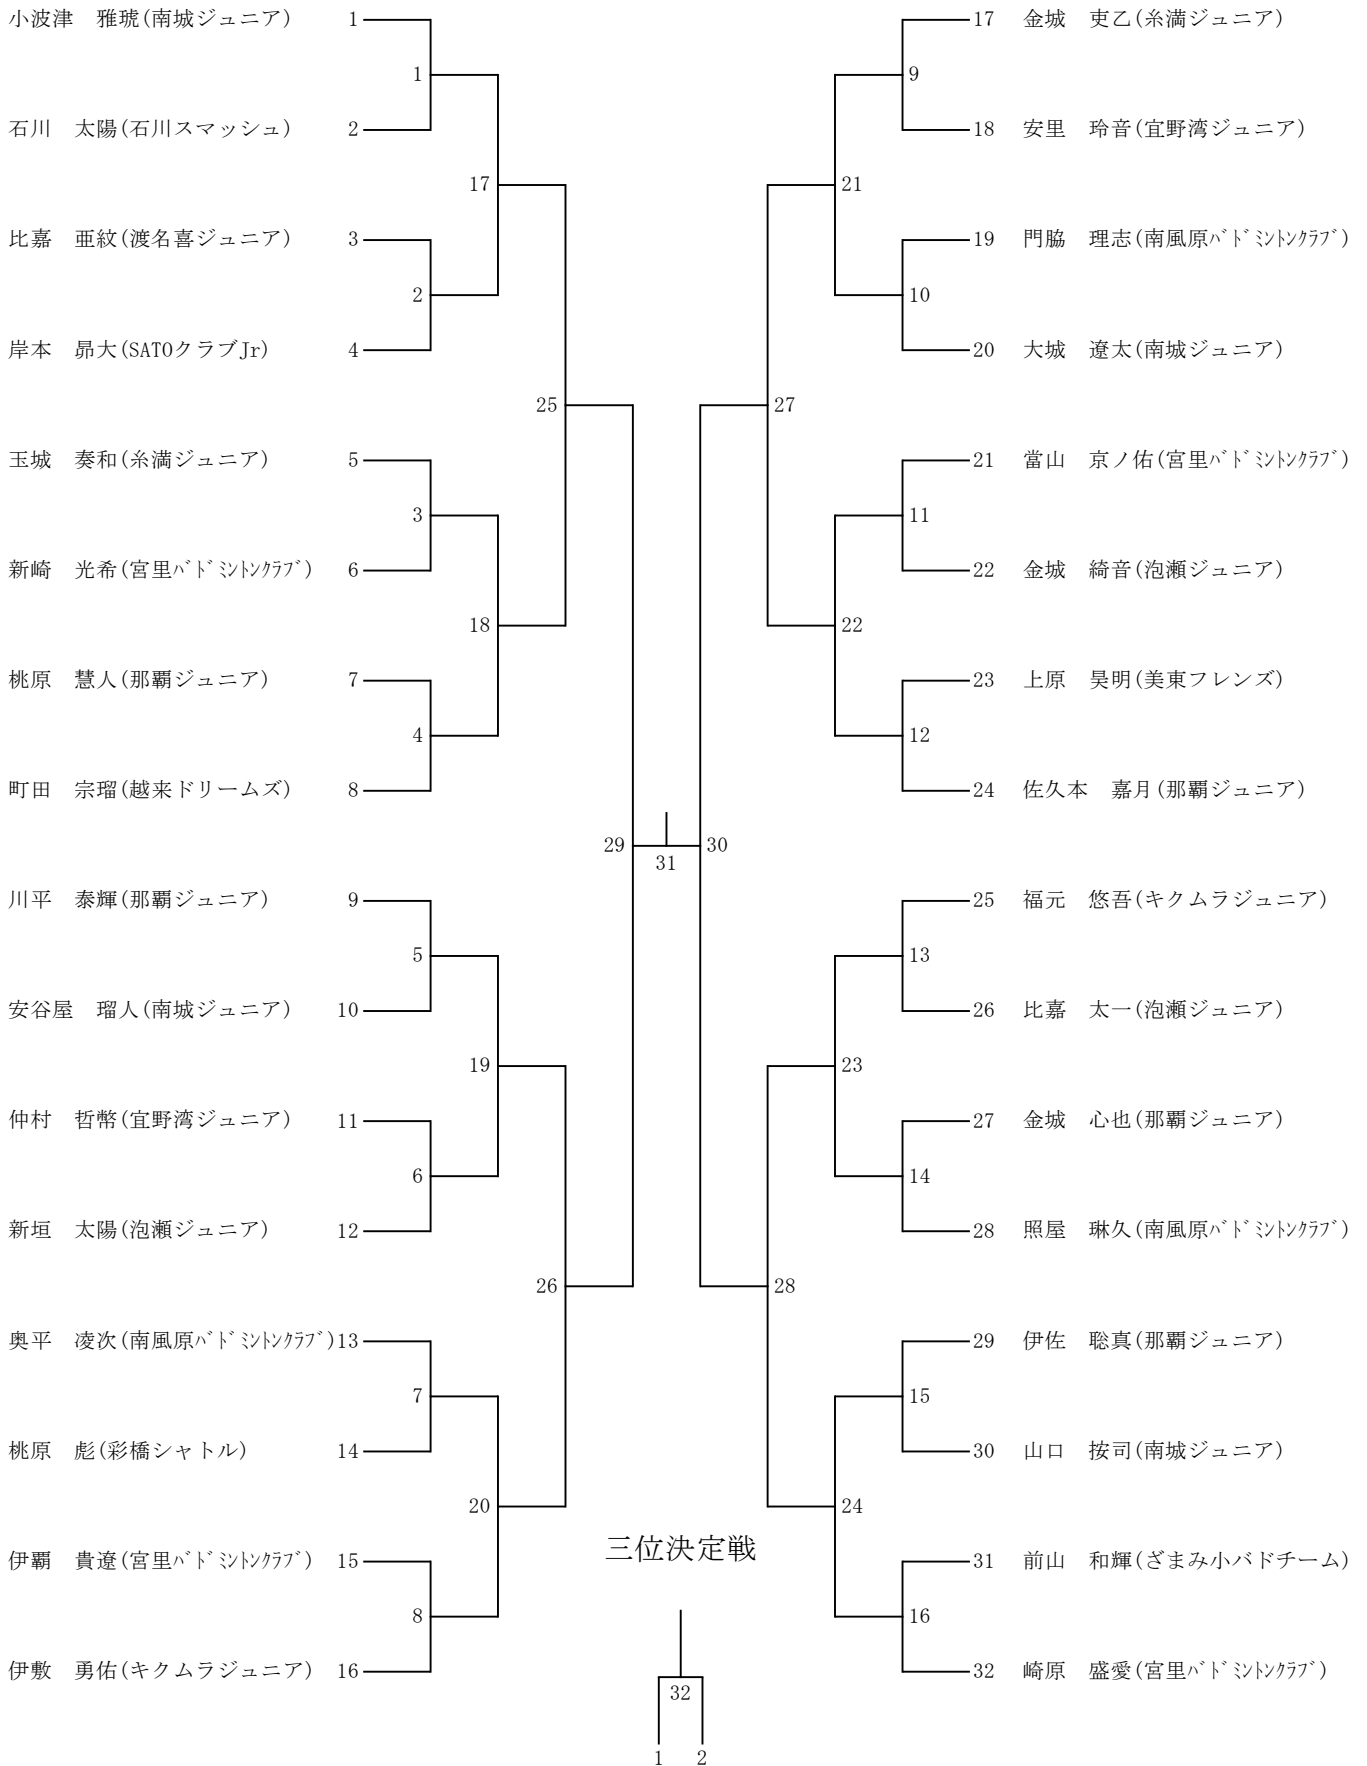 小波津　雅琥(南城ジュニア) 1
1
石川　太陽(石川スマッシュ) 2
17
比嘉　亜紋(渡名喜ジュニア) 3
2
岸本　昴大(SATOクラブJr) 4
25
玉城　奏和(糸満ジュニア) 5
3
新崎　光希(宮里ﾊﾞﾄﾞﾐﾝﾄﾝｸﾗﾌﾞ) 6
18
桃原　慧人(那覇ジュニア) 7
4
町田　宗瑠(越来ドリームズ) 8
29
川平　泰輝(那覇ジュニア) 9
5
安谷屋　瑠人(南城ジュニア) 10
19
仲村　哲幣(宜野湾ジュニア) 11
6
新垣　太陽(泡瀬ジュニア) 12
26
奥平　凌次(南風原ﾊﾞﾄﾞﾐﾝﾄﾝｸﾗﾌﾞ) 13
7
桃原　彪(彩橋シャトル) 14
20
伊覇　貴遼(宮里ﾊﾞﾄﾞﾐﾝﾄﾝｸﾗﾌﾞ) 15
8
伊敷　勇佑(キクムラジュニア) 16
31
17 金城　吏乙(糸満ジュニア)
9
18 安里　玲音(宜野湾ジュニア)
21
19 門脇　理志(南風原ﾊﾞﾄﾞﾐﾝﾄﾝｸﾗﾌﾞ)
10
20 大城　遼太(南城ジュニア)
27
21 當山　京ノ佑(宮里ﾊﾞﾄﾞﾐﾝﾄﾝｸﾗﾌﾞ)
11
22 金城　綺音(泡瀬ジュニア)
22
23 上原　昊明(美東フレンズ)
12
24 佐久本　嘉月(那覇ジュニア)
30
25 福元　悠吾(キクムラジュニア)
13
26 比嘉　太一(泡瀬ジュニア)
23
27 金城　心也(那覇ジュニア)
14
28 照屋　琳久(南風原ﾊﾞﾄﾞﾐﾝﾄﾝｸﾗﾌﾞ)
28
29 伊佐　聡真(那覇ジュニア)
15
30 山口　按司(南城ジュニア)
24
31 前山　和輝(ざまみ小バドチーム)
16
32 崎原　盛愛(宮里ﾊﾞﾄﾞﾐﾝﾄﾝｸﾗﾌﾞ)
三位決定戦
32
1 2